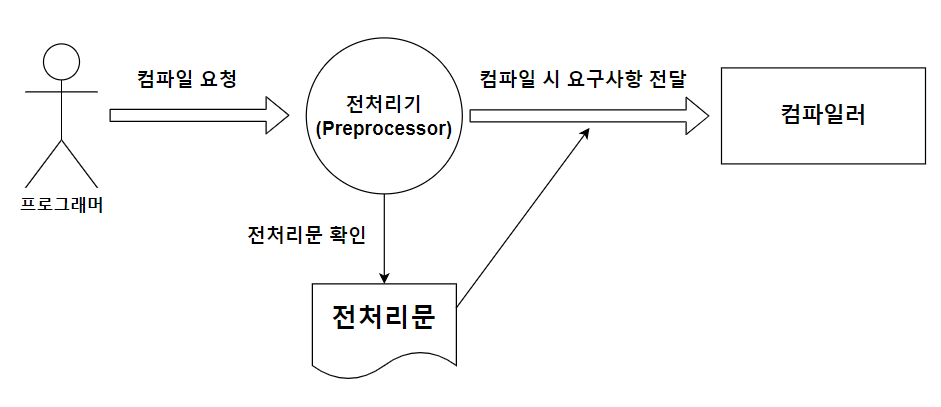 컴파일 요청
컴파일 시 요구사항 전달
전처리기
(Preprocessor)
컴파일러
프로그래머
전처리문 확인
전처리문